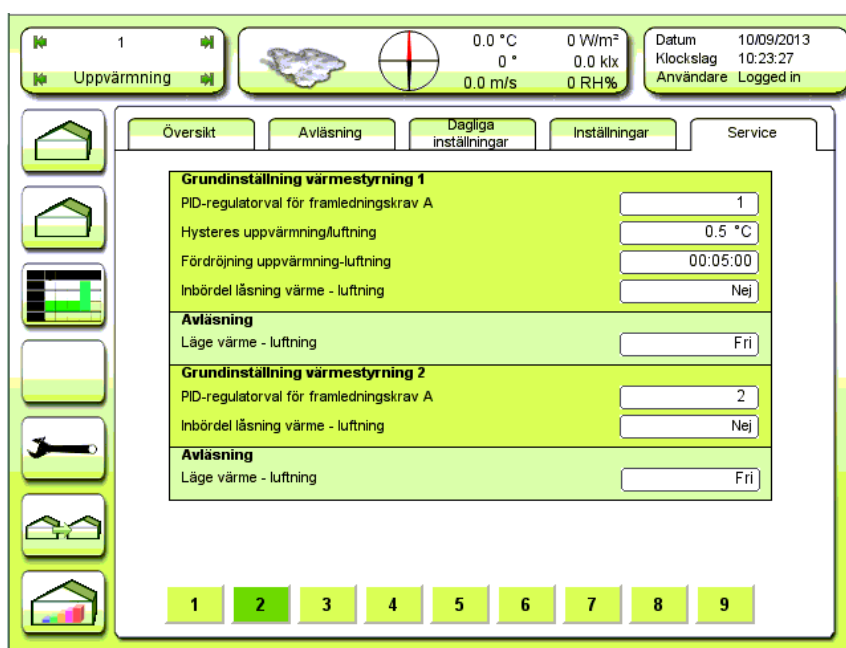 1
Uppvärmning
0.0 °C
0 °
0.0 m/s
0 W/m²
0.0 klx
0 RH%
Datum 10/09/2013
Klockslag 10:23:27
Användare Logged in
Översikt
Avläsning
Dagliga
inställningar
Inställningar
Service
Grundinställning värmestyrning 1
PID-regulatorval för framledningskrav A 1
Hysteres uppvärmning/luftning 0.5 °C
Fördröjning uppvärmning-luftning 00:05:00
Inbördel låsning värme - luftning Nej
Avläsning
Läge värme - luftning Fri
Grundinställning värmestyrning 2
PID-regulatorval för framledningskrav A 2
Inbördel låsning värme - luftning Nej
Avläsning
Läge värme - luftning Fri
1 2 3 4 5 6 7 8 9